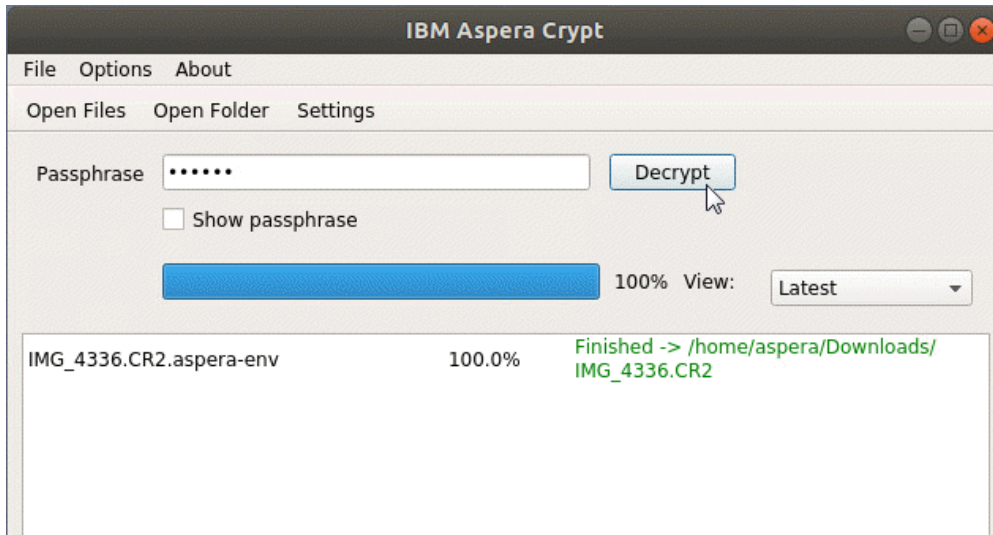 IBM Aspera Crypt
File Options About
Open Files Open Folder Settings
Passphrase •••••• Decrypt
Show passphrase
100% View: Latest
IMG_4336.CR2.aspera-env 100.0% Finished -> /home/aspera/Downloads/
IMG_4336.CR2